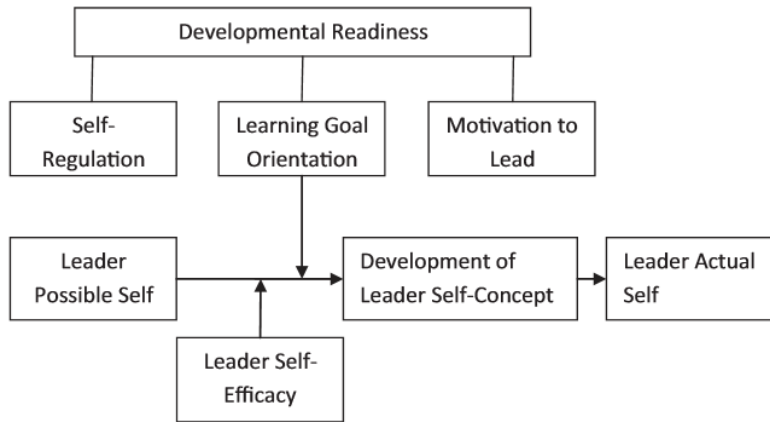 Developmental Readiness
Self-
Regulation
Learning Goal
Orientation
Motivation to
Lead
Leader
Possible Self
Development of
Leader Self-Concept
Leader Actual
Self
Leader Self-
Efficacy